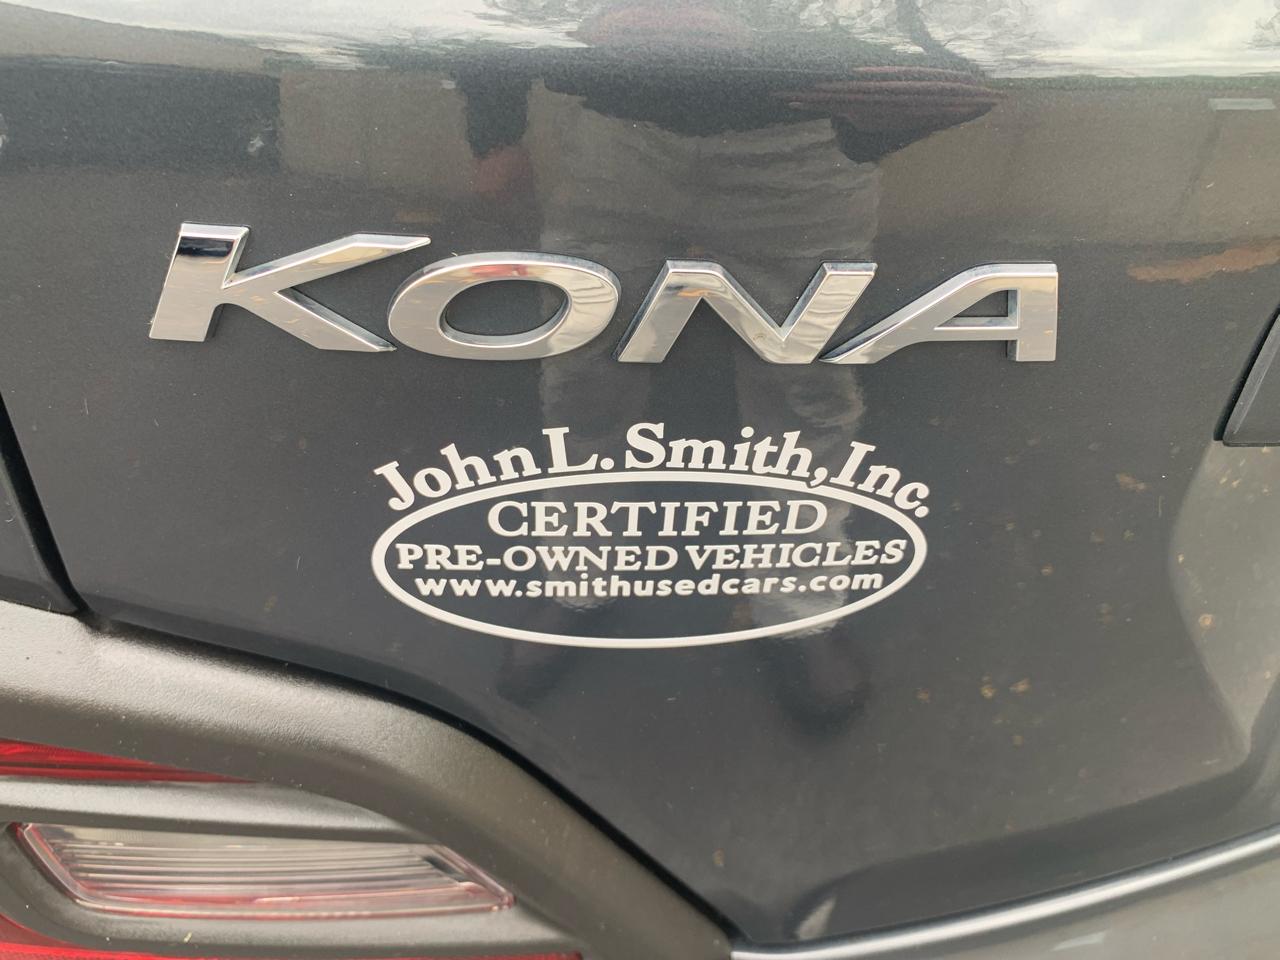 KONA
John L. Smith, Inc.
CERTIFIED
PRE-OWNED VEHICLES
www.smithusedcars.com